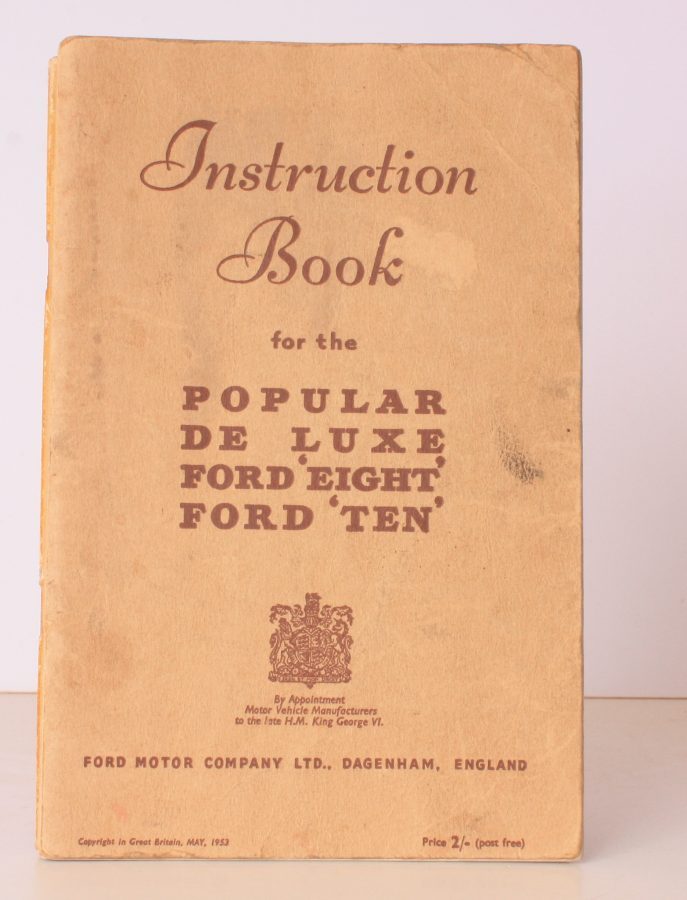 Instruction
Book
for the
POPULAR
DE LUXE
FORD 'EIGHT'
FORD 'TEN'
By Appointment
Motor Vehicle Manufacturers
to the late H.M. King George VI.
FORD MOTOR COMPANY LTD., DAGENHAM, ENGLAND
Copyright in Great Britain, MAY, 1953
Price 2/- (post free)